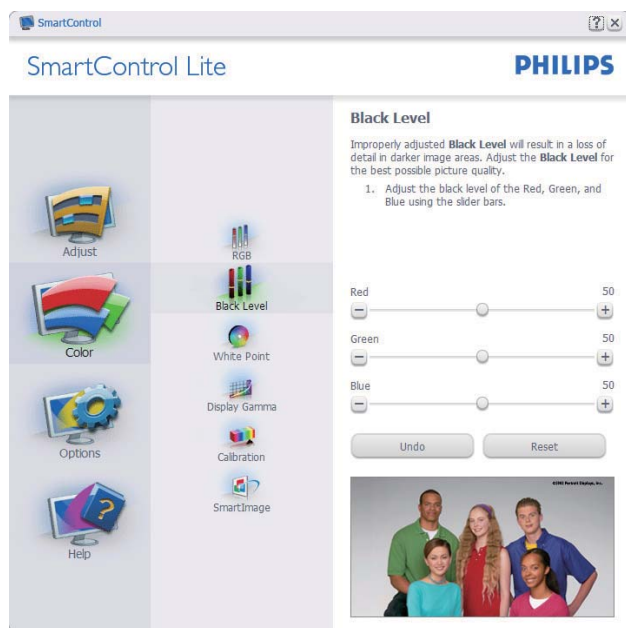 SmartControl
?
SmartControl Lite
PHILIPS
Adjust
Color
Options
Help
RGB
Black Level
White Point
Display Gamma
Calibration
SmartImage
Black Level
Improperly adjusted Black Level will result in a loss of
detail in darker image areas. Adjust the Black Level for
the best possible picture quality.
1. Adjust the black level of the Red, Green, and
Blue using the slider bars.
Red 50
Green 50
Blue 50
Undo Reset
Portrait Displays, Inc.